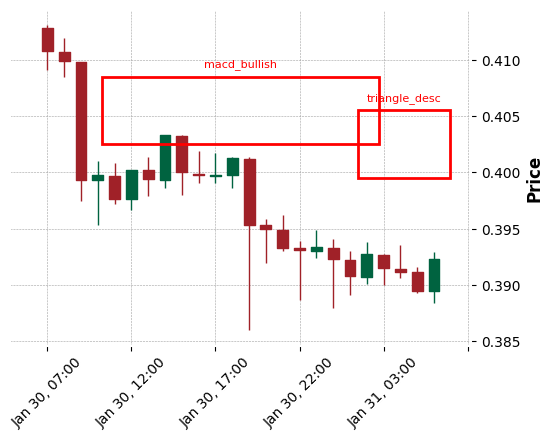 macd_bullish
triangle_desc
0.410
0.405
0.400
0.395
0.390
0.385
Price
Jan 30, 07:00
Jan 30, 12:00
Jan 30, 17:00
Jan 30, 22:00
Jan 31, 03:00